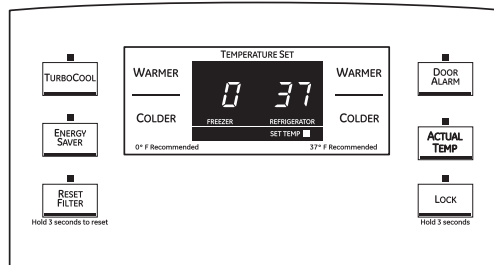 TURBOCOOL
ENERGY
SAVER
RESET
FILTER
Hold 3 seconds to reset
TEMPERATURE SET
WARMER
COLDER
0 37
FREEZER REFRIGERATOR
SET TEMP
WARMER
COLDER
0° F Recommended 37° F Recommended
DOOR
ALARM
ACTUAL
TEMP
LOCK
Hold 3 seconds